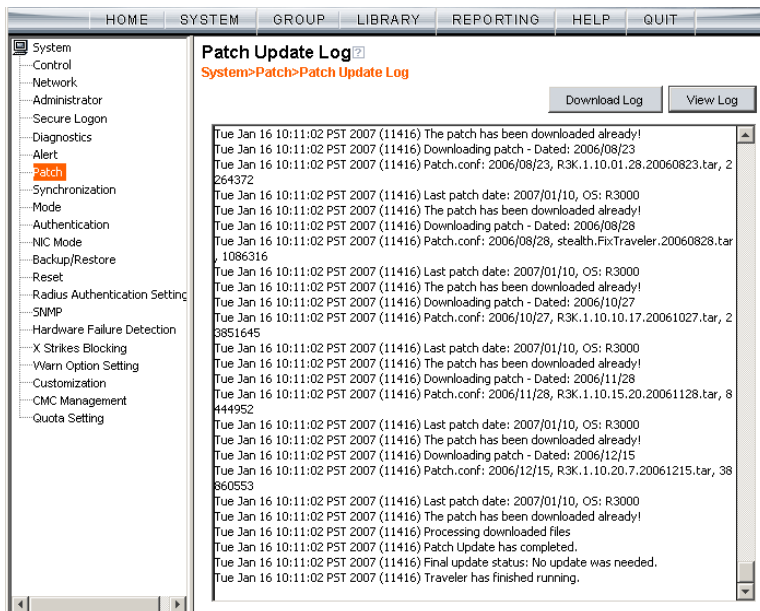 HOME SYSTEM GROUP LIBRARY REPORTING HELP QUIT
System
Control
Network
Administrator
Secure Logon
Diagnostics
Alert
Patch
Synchronization
Mode
Authentication
NIC Mode
Backup/Restore
Reset
Radius Authentication Setting
SNMP
Hardware Failure Detection
X Strikes Blocking
Warn Option Setting
Customization
CMC Management
Quota Setting
Patch Update Log?
System>Patch>Patch Update Log
Download Log View Log
Tue Jan 16 10:11:02 PST 2007 (11416) The patch has been downloaded already!
Tue Jan 16 10:11:02 PST 2007 (11416) Downloading patch - Dated: 2006/08/23
Tue Jan 16 10:11:02 PST 2007 (11416) Patch.conf: 2006/08/23, R3K.1.10.01.28.20060823.tar, 2
264372
Tue Jan 16 10:11:02 PST 2007 (11416) Last patch date: 2007/01/10, OS: R3000
Tue Jan 16 10:11:02 PST 2007 (11416) The patch has been downloaded already!
Tue Jan 16 10:11:02 PST 2007 (11416) Downloading patch - Dated: 2006/08/28
Tue Jan 16 10:11:02 PST 2007 (11416) Patch.conf: 2006/08/28, stealth.FixTraveler.20060828.tar
, 1086316
Tue Jan 16 10:11:02 PST 2007 (11416) Last patch date: 2007/01/10, OS: R3000
Tue Jan 16 10:11:02 PST 2007 (11416) The patch has been downloaded already!
Tue Jan 16 10:11:02 PST 2007 (11416) Downloading patch - Dated: 2006/10/27
Tue Jan 16 10:11:02 PST 2007 (11416) Patch.conf: 2006/10/27, R3K.1.10.10.17.20061027.tar, 2
3851645
Tue Jan 16 10:11:02 PST 2007 (11416) Last patch date: 2007/01/10, OS: R3000
Tue Jan 16 10:11:02 PST 2007 (11416) The patch has been downloaded already!
Tue Jan 16 10:11:02 PST 2007 (11416) Downloading patch - Dated: 2006/11/28
Tue Jan 16 10:11:02 PST 2007 (11416) Patch.conf: 2006/11/28, R3K.1.10.15.20.20061128.tar, 8
444952
Tue Jan 16 10:11:02 PST 2007 (11416) Last patch date: 2007/01/10, OS: R3000
Tue Jan 16 10:11:02 PST 2007 (11416) The patch has been downloaded already!
Tue Jan 16 10:11:02 PST 2007 (11416) Downloading patch - Dated: 2006/12/15
Tue Jan 16 10:11:02 PST 2007 (11416) Patch.conf: 2006/12/15, R3K.1.10.20.7.20061215.tar, 38
860553
Tue Jan 16 10:11:02 PST 2007 (11416) Last patch date: 2007/01/10, OS: R3000
Tue Jan 16 10:11:02 PST 2007 (11416) The patch has been downloaded already!
Tue Jan 16 10:11:02 PST 2007 (11416) Processing downloaded files
Tue Jan 16 10:11:02 PST 2007 (11416) Patch Update has completed.
Tue Jan 16 10:11:02 PST 2007 (11416) Final update status: No update was needed.
Tue Jan 16 10:11:02 PST 2007 (11416) Traveler has finished running.